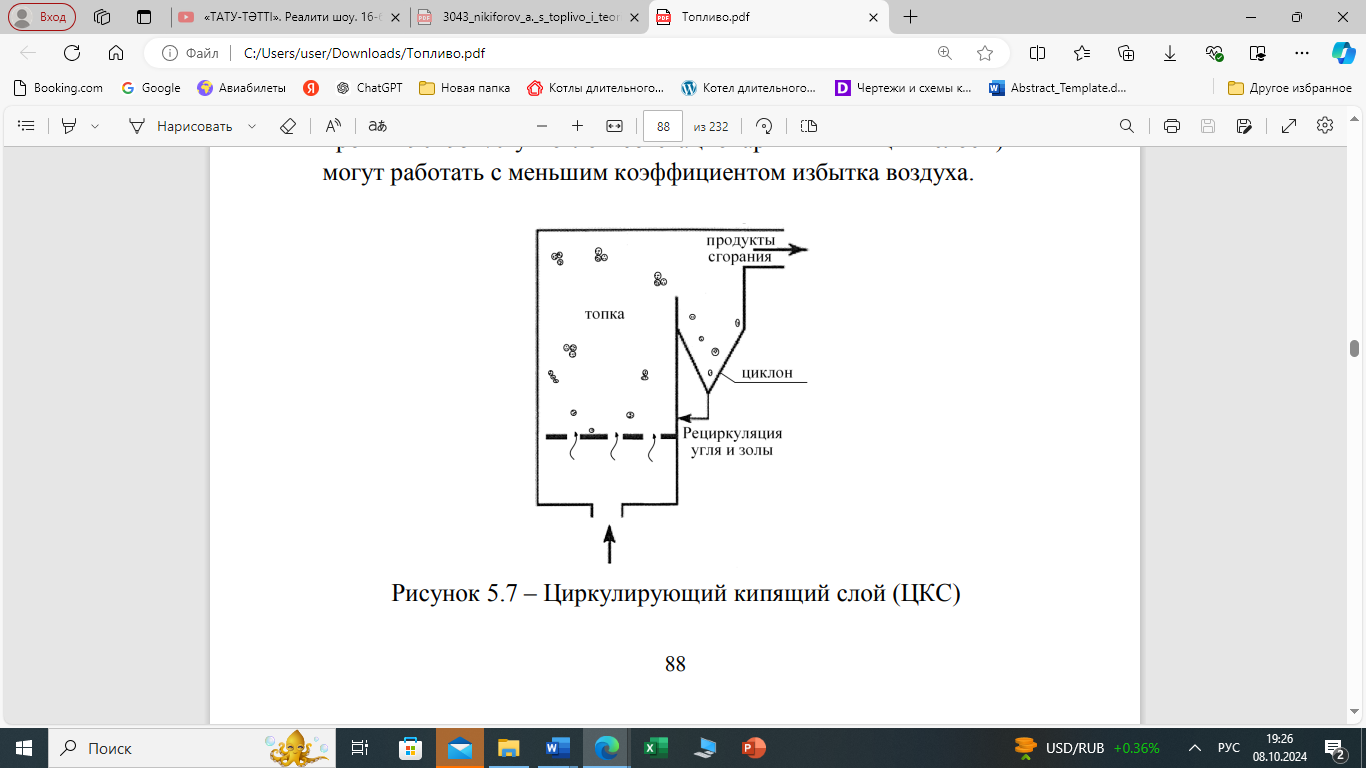 Вход
«ТАТУ-ТӘТТІ». Реалити шоу. 16-
3043_nikiforov_a._s_toplivo_i_teor
Топливо.pdf
Файл
C:/Users/user/Downloads/Топливо.pdf
Booking.com
Google
Авиабилеты
ChatGPT
Новая папка
Котлы длительного...
Котел длительного...
Чертежи и схемы к...
Abstract_Template.d...
Другое избранное
Нарисовать
88
из 232
могут работать с меньшим коэффициентом избытка воздуха.
продукты
сгорания
топка
циклон
Рециркуляция
угля и золы
Рисунок 5.7 – Циркулирующий кипящий слой (ЦКС)
88
Поиск
USD/RUB +0.36%
РУС
19:26
08.10.2024
2